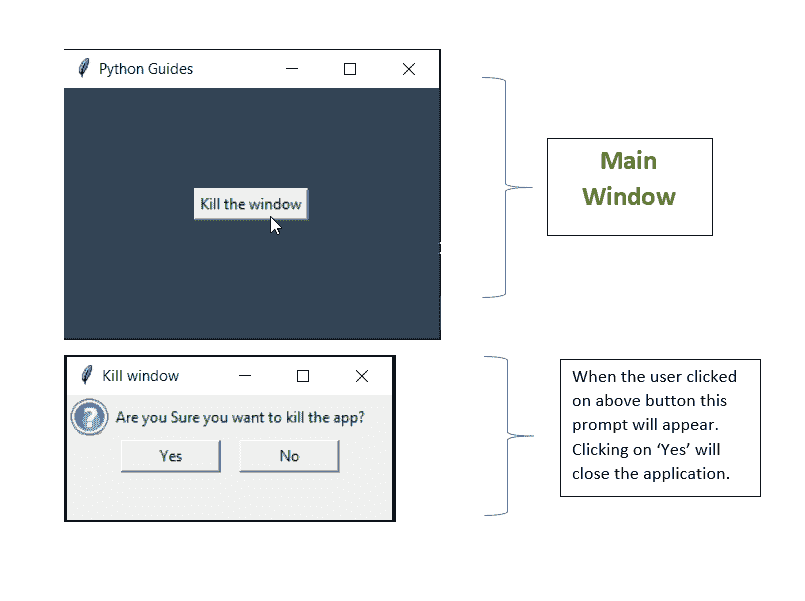 Python Guides
Kill the window
Main
Window
Kill window
Are you Sure you want to kill the app?
Yes
No
When the user clicked
on above button this
prompt will appear.
Clicking on ‘Yes’ will
close the application.